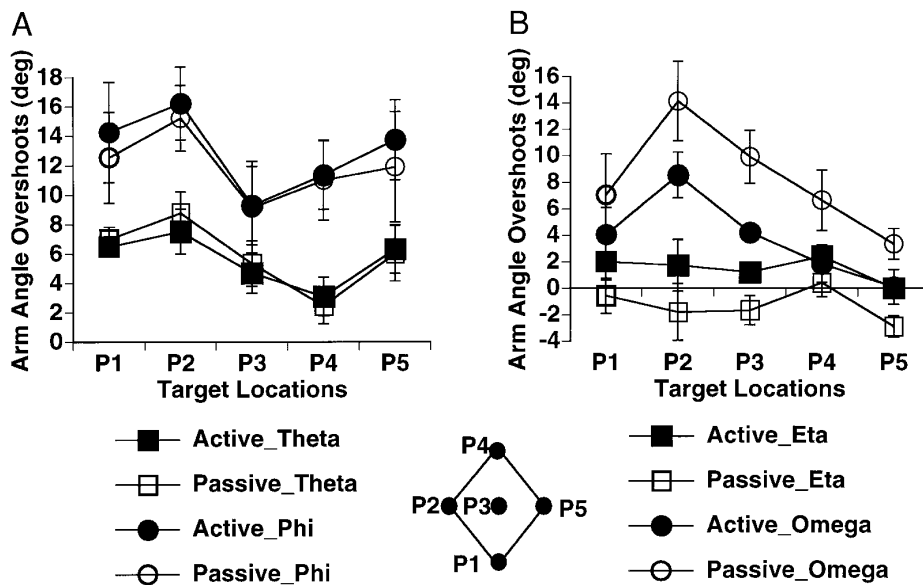 A
Arm Angle Overshoots (deg)
18
16
14
12
10
8
6
4
2
0
P1 P2 P3 P4 P5
Target Locations
Active_Theta
Passive_Theta
Active_Phi
Passive_Phi
B
Arm Angle Overshoots (deg)
16
14
12
10
8
6
4
2
0
-2
-4
P1 P2 P3 P4 P5
Target Locations
Active_Eta
Passive_Eta
Active_Omega
Passive_Omega
P4
P2 P3 P5
P1